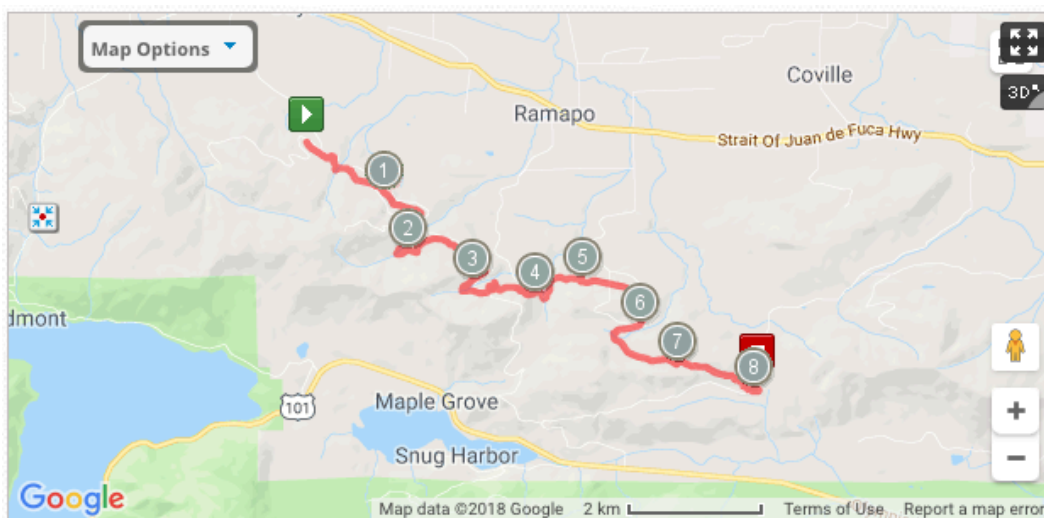 Map Options
3D
Coville
Ramapo
Strait Of Juan de Fuca Hwy
1
2
3
4
5
6
7
8
dmont
101
Maple Grove
Snug Harbor
Google
Map data ©2018 Google 2 km Terms of Use Report a map error